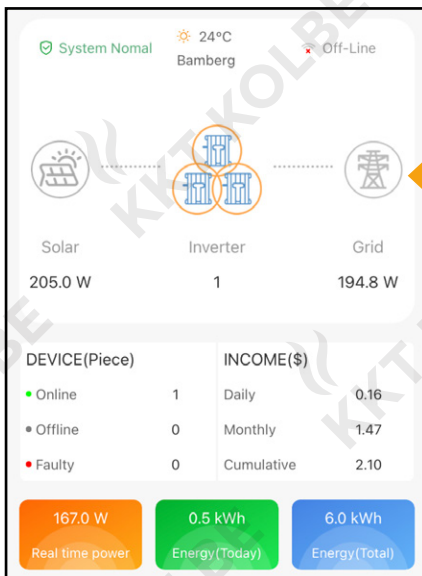 System Nomal
24°C
Off-Line
Bamberg
Solar
Inverter
Grid
205.0 W
1
194.8 W
DEVICE(Piece)
INCOME($)
Online 1
Daily 0.16
Offline 0
Monthly 1.47
Faulty 0
Cumulative 2.10
167.0 W
0.5 kWh
6.0 kWh
Real time power
Energy(Today)
Energy(Total)
KKT KOLBE